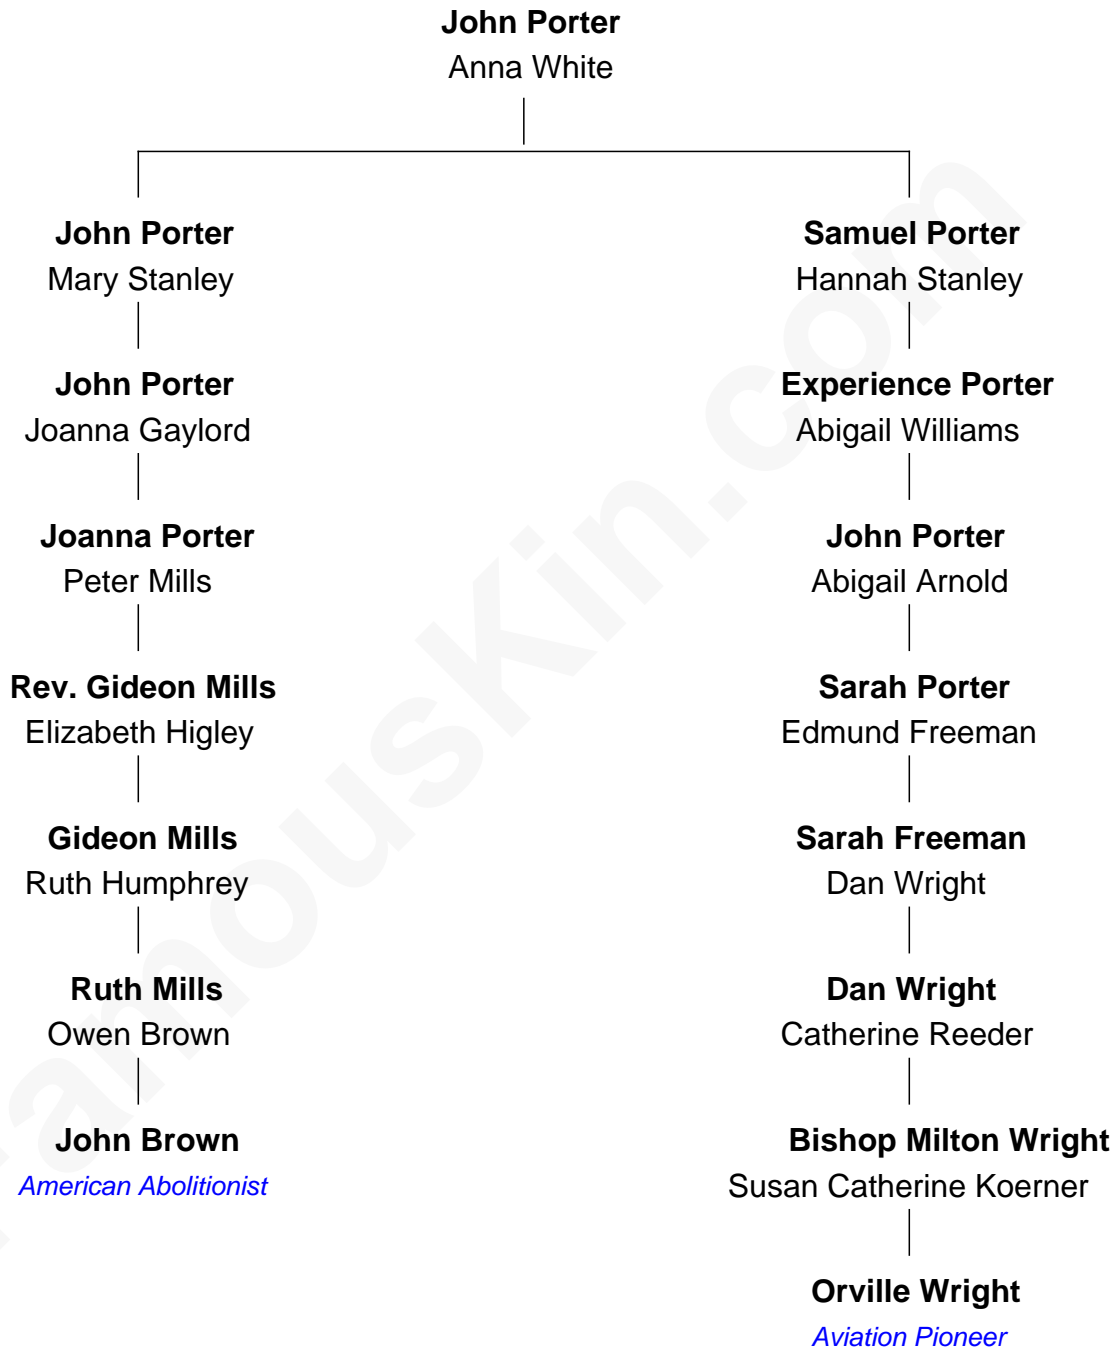 John Porter
Anna White
John Porter
Mary Stanley
Samuel Porter
Hannah Stanley
John Porter
Joanna Gaylord
Experience Porter
Abigail Williams
Joanna Porter
Peter Mills
John Porter
Abigail Arnold
Rev. Gideon Mills
Elizabeth Higley
Sarah Porter
Edmund Freeman
Gideon Mills
Ruth Humphrey
Sarah Freeman
Dan Wright
Ruth Mills
Owen Brown
Dan Wright
Catherine Reeder
John Brown
American Abolitionist
Bishop Milton Wright
Susan Catherine Koerner
Orville Wright
Aviation Pioneer
FamousKin.com